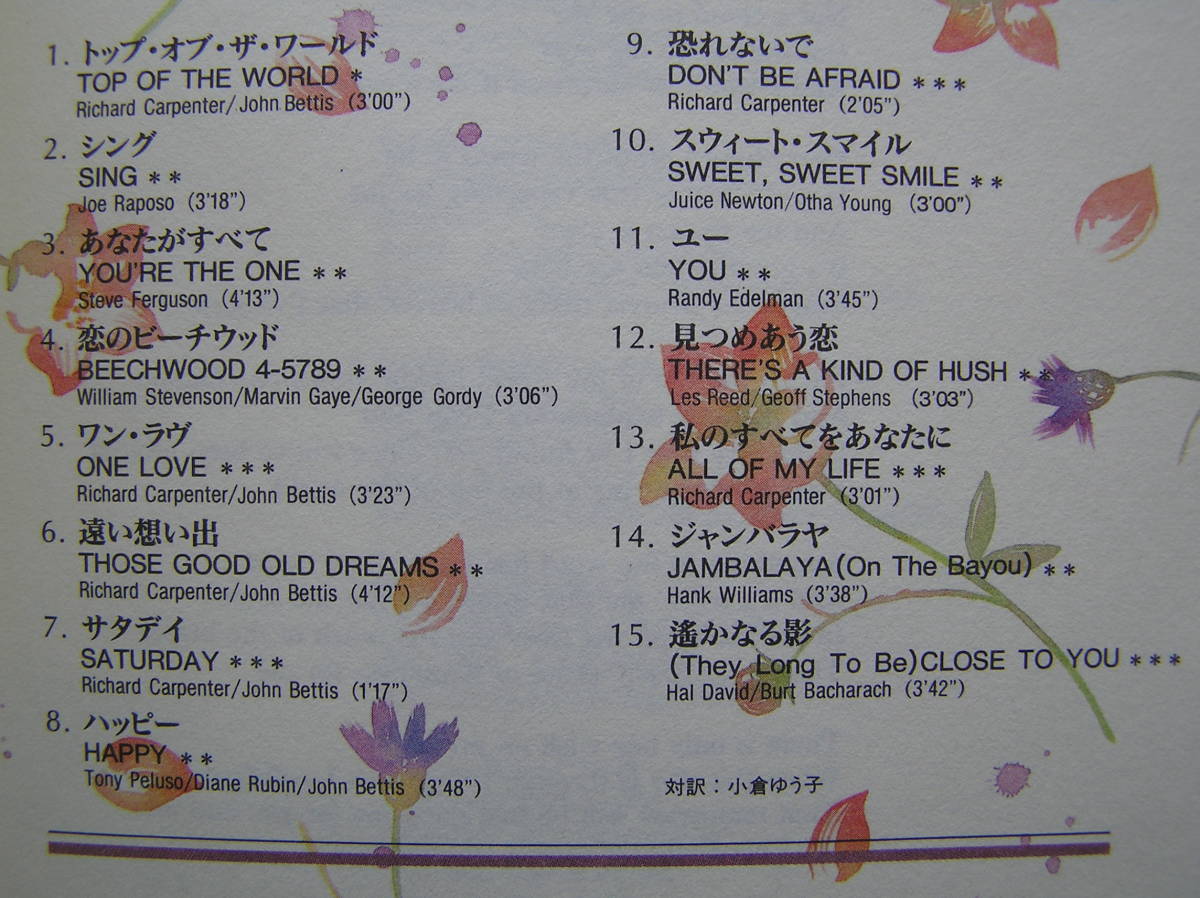 1. トップ・オブ・ザ・ワールド
TOP OF THE WORLD *
Richard Carpenter/John Bettis (3'00”)
2. シング
SING * *
Joe Raposo (3'18”)
3. あなたがすべて
YOU'RE THE ONE * *
Steve Ferguson (4'13”)
4. 恋のビーチウッド
BEECHWOOD 4-5789 * *
William Stevenson/Marvin Gaye/George Gordy (3'06”)
5. ワン・ラヴ
ONE LOVE * * *
Richard Carpenter/John Bettis (3'23”)
6. 遠い想い出
THOSE GOOD OLD DREAMS * *
Richard Carpenter/John Bettis (4'12”)
7. サタデイ
SATURDAY * * *
Richard Carpenter/John Bettis (1'17”)
8. ハッピー
HAPPY * *
Tony Peluso/Diane Rubin/John Bettis (3'48”)
9. 恐れないで
DON'T BE AFRAID * * *
Richard Carpenter (2'05”)
10. スウィート・スマイル
SWEET, SWEET SMILE * *
Juice Newton/Otha Young (3'00”)
11. ユー
YOU * *
Randy Edelman (3'45”)
12. 見つめあう恋
THERE'S A KIND OF HUSH * *
Les Reed/Geoff Stephens (3'03”)
13. 私のすべてをあなたに
ALL OF MY LIFE * * *
Richard Carpenter (3'01”)
14. ジャンバラヤ
JAMBALAYA(On The Bayou) * *
Hank Williams (3'38”)
15. 遙かなる影
(They Long To Be)CLOSE TO YOU * * *
Hal David/Burt Bacharach (3'42”)
対訳：小倉ゆう子